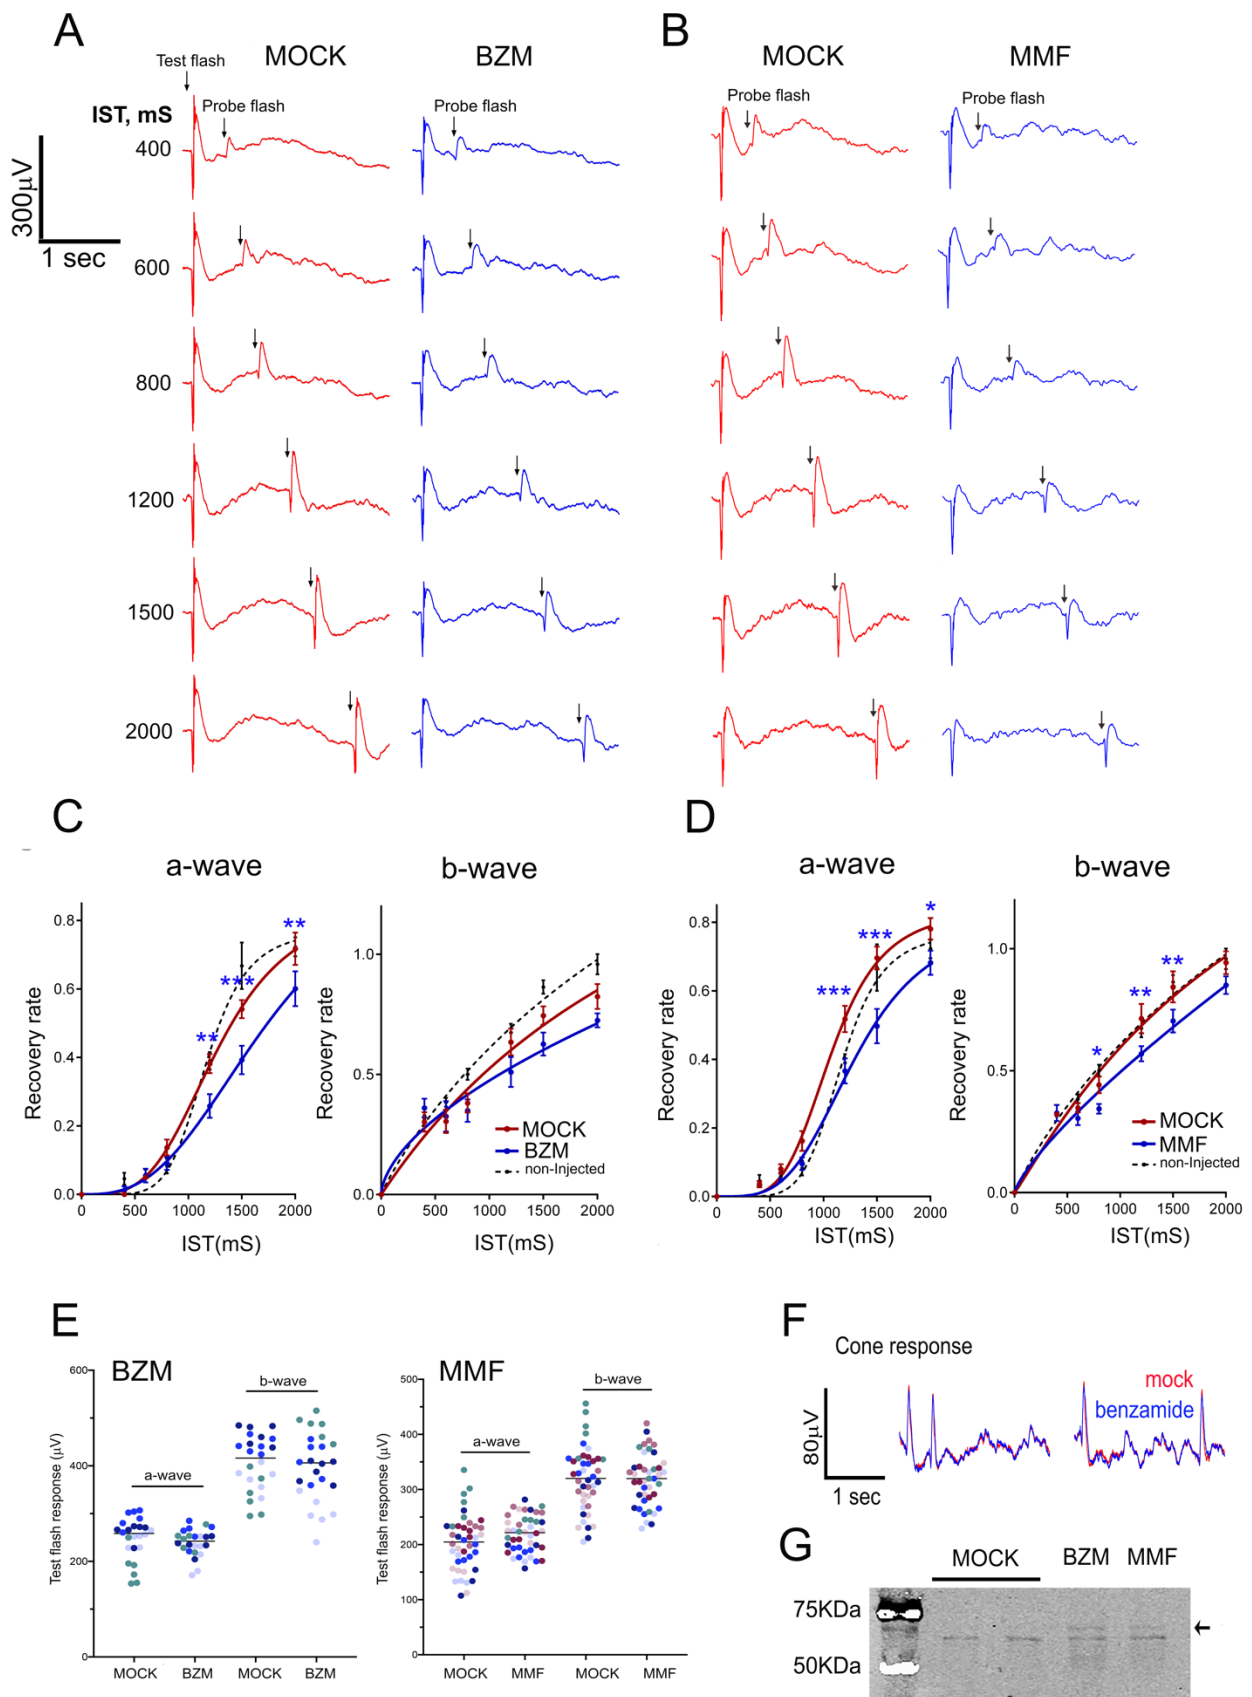 A
B
MOCK
BZM
MOCK
MMF
Test flash
Probe flash
Probe flash
Probe flash
Probe flash
IST, mS
300µV
1 sec
400
600
800
1200
1500
2000
C
D
a-wave
b-wave
a-wave
b-wave
Recovery rate
0.8
0.6
0.4
0.2
0.0
** *** **
0 500 1000 1500 2000
IST(mS)
Recovery rate
1.0
0.5
0.0
MOCK
BZM
non-Injected
0 500 1000 1500 2000
IST(mS)
Recovery rate
0.8
0.6
0.4
0.2
0.0
*** *** *
0 500 1000 1500 2000
IST(mS)
Recovery rate
1.0
0.5
0.0
* ** **
MOCK
MMF
non-Injected
0 500 1000 1500 2000
IST(mS)
E
BZM
Test flash response (µV)
600
400
200
0
a-wave
b-wave
MOCK BZM MOCK BZM
MMF
Test flash response (µV)
500
400
300
200
100
0
a-wave
b-wave
MOCK MMF MOCK MMF
F
Cone response
mock
benzamide
80µV
1 sec
G
MOCK BZM MMF
75KDa
50KDa